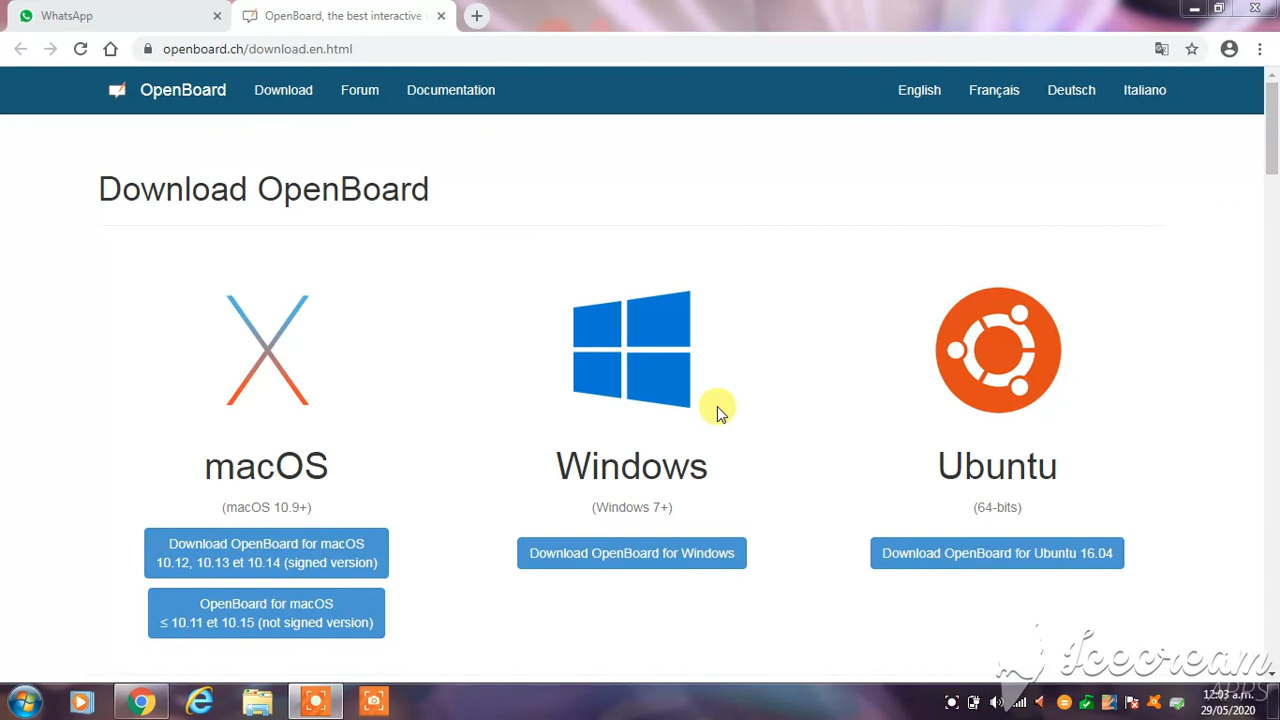 WhatsApp
OpenBoard, the best interactive
openboard.ch/download.en.html
OpenBoard Download Forum Documentation English Français Deutsch Italiano
Download OpenBoard
macOS
(macOS 10.9+)
Download OpenBoard for macOS
10.12, 10.13 et 10.14 (signed version)
OpenBoard for macOS
≤ 10.11 et 10.15 (not signed version)
Windows
(Windows 7+)
Download OpenBoard for Windows
Ubuntu
(64-bits)
Download OpenBoard for Ubuntu 16.04
Icecream
APPS
12:03 a.m.
29/05/2020